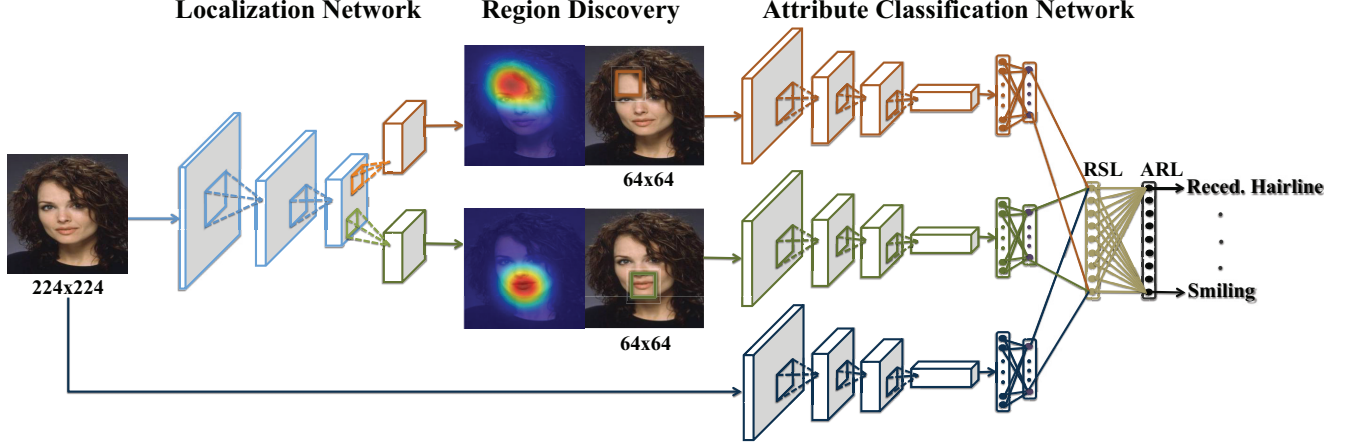 Localization Network
Region Discovery
Attribute Classification Network
224x224
64x64
64x64
RSL
ARL
Reced. Hairline
Smiling